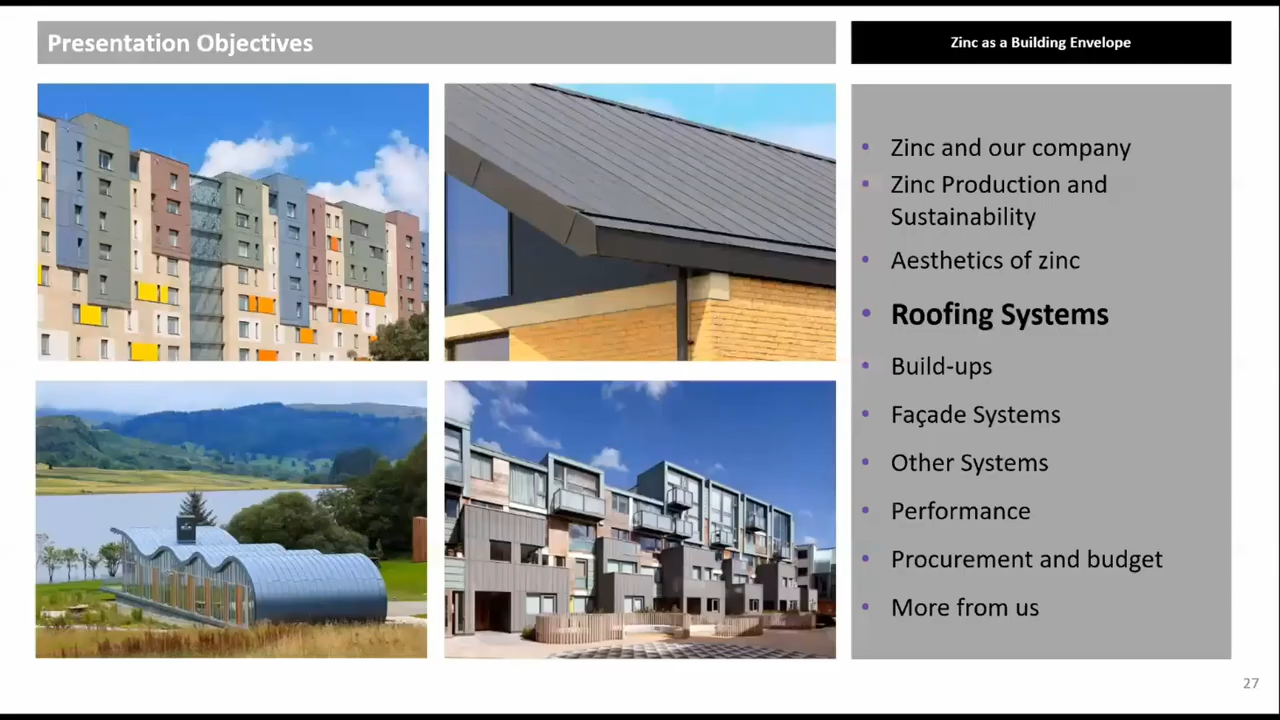 Presentation Objectives
Zinc as a Building Envelope
• Zinc and our company
• Zinc Production and
Sustainability
• Aesthetics of zinc
• Roofing Systems
• Build-ups
• Façade Systems
• Other Systems
• Performance
• Procurement and budget
• More from us
27